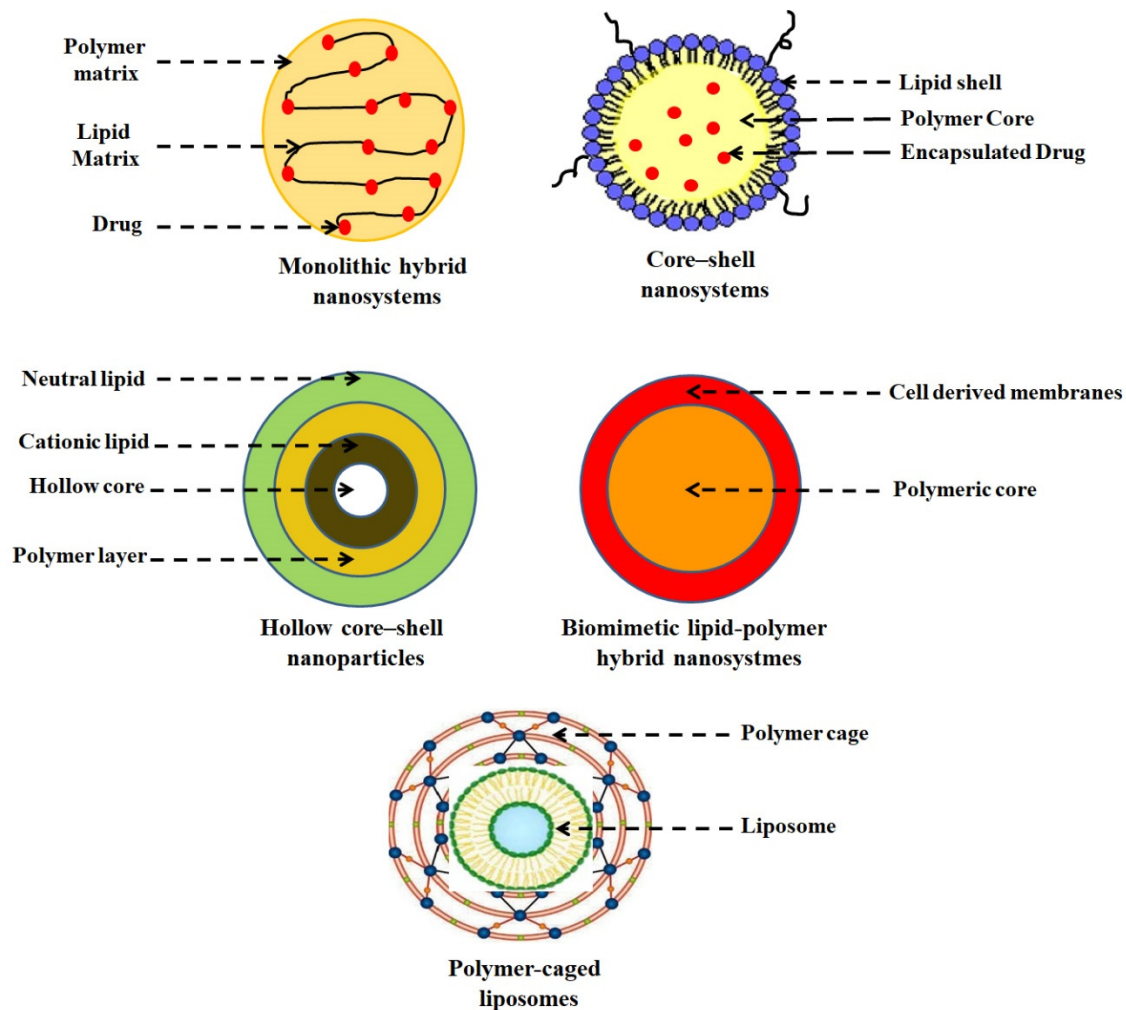 Polymer
matrix
Lipid
Matrix
Drug
Monolithic hybrid
nanosystems
Lipid shell
Polymer Core
Encapsulated Drug
Core–shell
nanosystems
Neutral lipid
Cationic lipid
Hollow core
Polymer layer
Hollow core–shell
nanoparticles
Cell derived membranes
Polymeric core
Biomimetic lipid-polymer
hybrid nanosystmes
Polymer cage
Liposome
Polymer-caged
liposomes